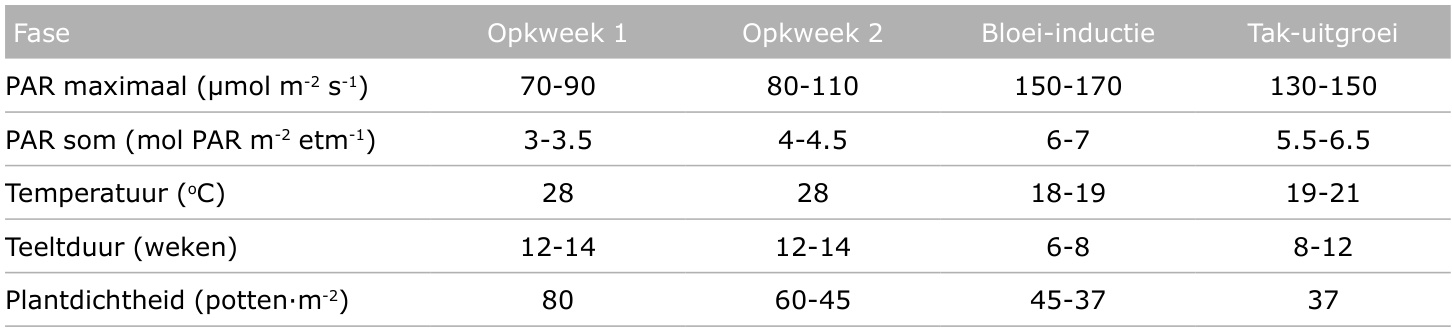 Fase Opkweek 1 Opkweek 2 Bloei-inductie Tak-uitgroei
PAR maximaal (µmol m-2 s-1) 70-90 80-110 150-170 130-150
PAR som (mol PAR m-2 etm-1) 3-3.5 4-4.5 6-7 5.5-6.5
Temperatuur (oC) 28 28 18-19 19-21
Teeltduur (weken) 12-14 12-14 6-8 8-12
Plantdichtheid (potten·m-2) 80 60-45 45-37 37